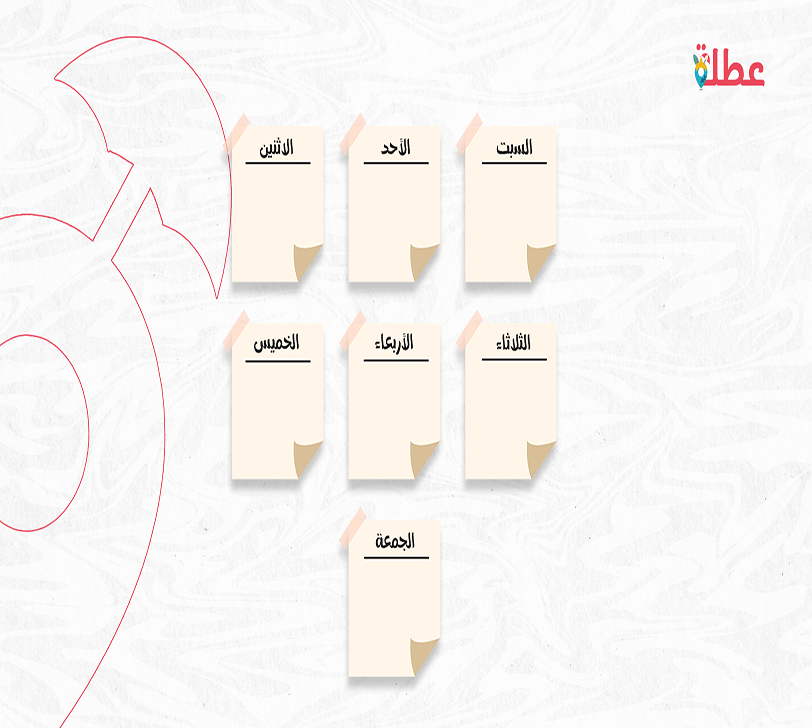 عطلة
السبت
الأحد
الاثنين
الثلاثاء
الأربعاء
الخميس
الجمعة